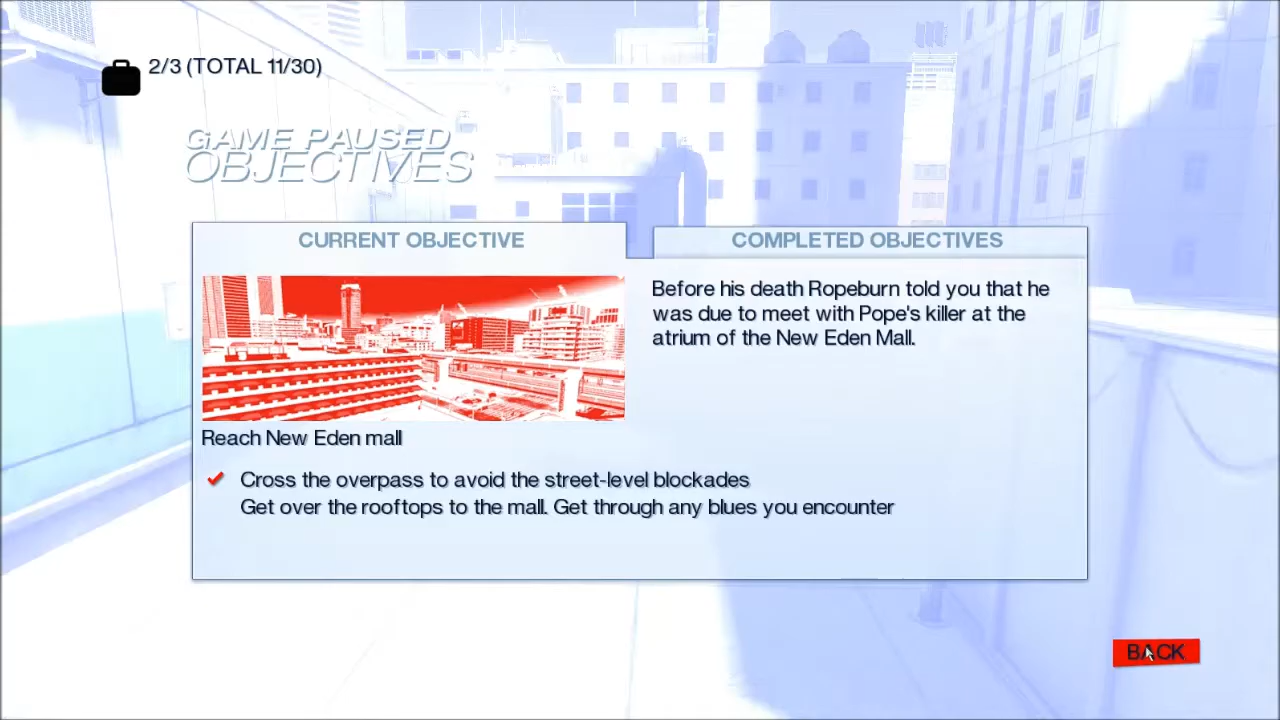 2/3 (TOTAL 11/30)
GAME PAUSED
OBJECTIVES
CURRENT OBJECTIVE
COMPLETED OBJECTIVES
Before his death Ropeburn told you that he
was due to meet with Pope's killer at the
atrium of the New Eden Mall.
Reach New Eden mall
Cross the overpass to avoid the street-level blockades
Get over the rooftops to the mall. Get through any blues you encounter
BACK